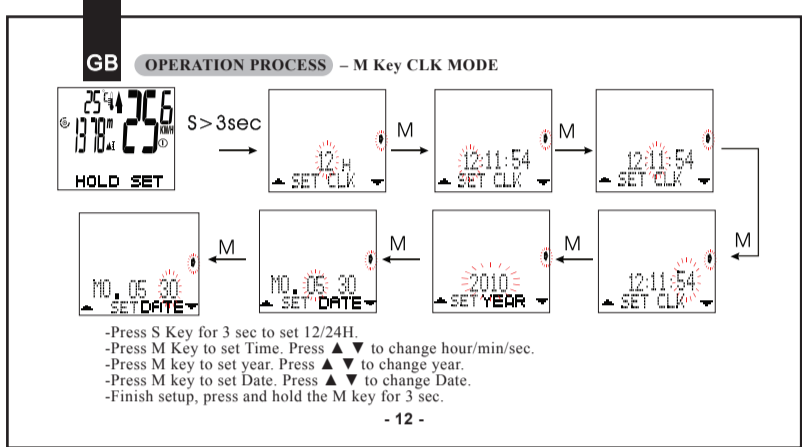 GB
OPERATION PROCESS – M Key CLK MODE
25
256
1378 m
KM/H
HOLD SET
S>3sec
12 H
SET CLK
M
12:11:54
SET CLK
M
12:11:54
SET CLK
M
12:11:54
SET CLK
M
2010
SET YEAR
M
MO. 05 30
SET DATE
M
MO. 05 30
SET DATE
-Press S Key for 3 sec to set 12/24H.
-Press M Key to set Time. Press ▲ ▼ to change hour/min/sec.
-Press M key to set year. Press ▲ ▼ to change year.
-Press M key to set Date. Press ▲ ▼ to change Date.
-Finish setup, press and hold the M key for 3 sec.
- 12 -